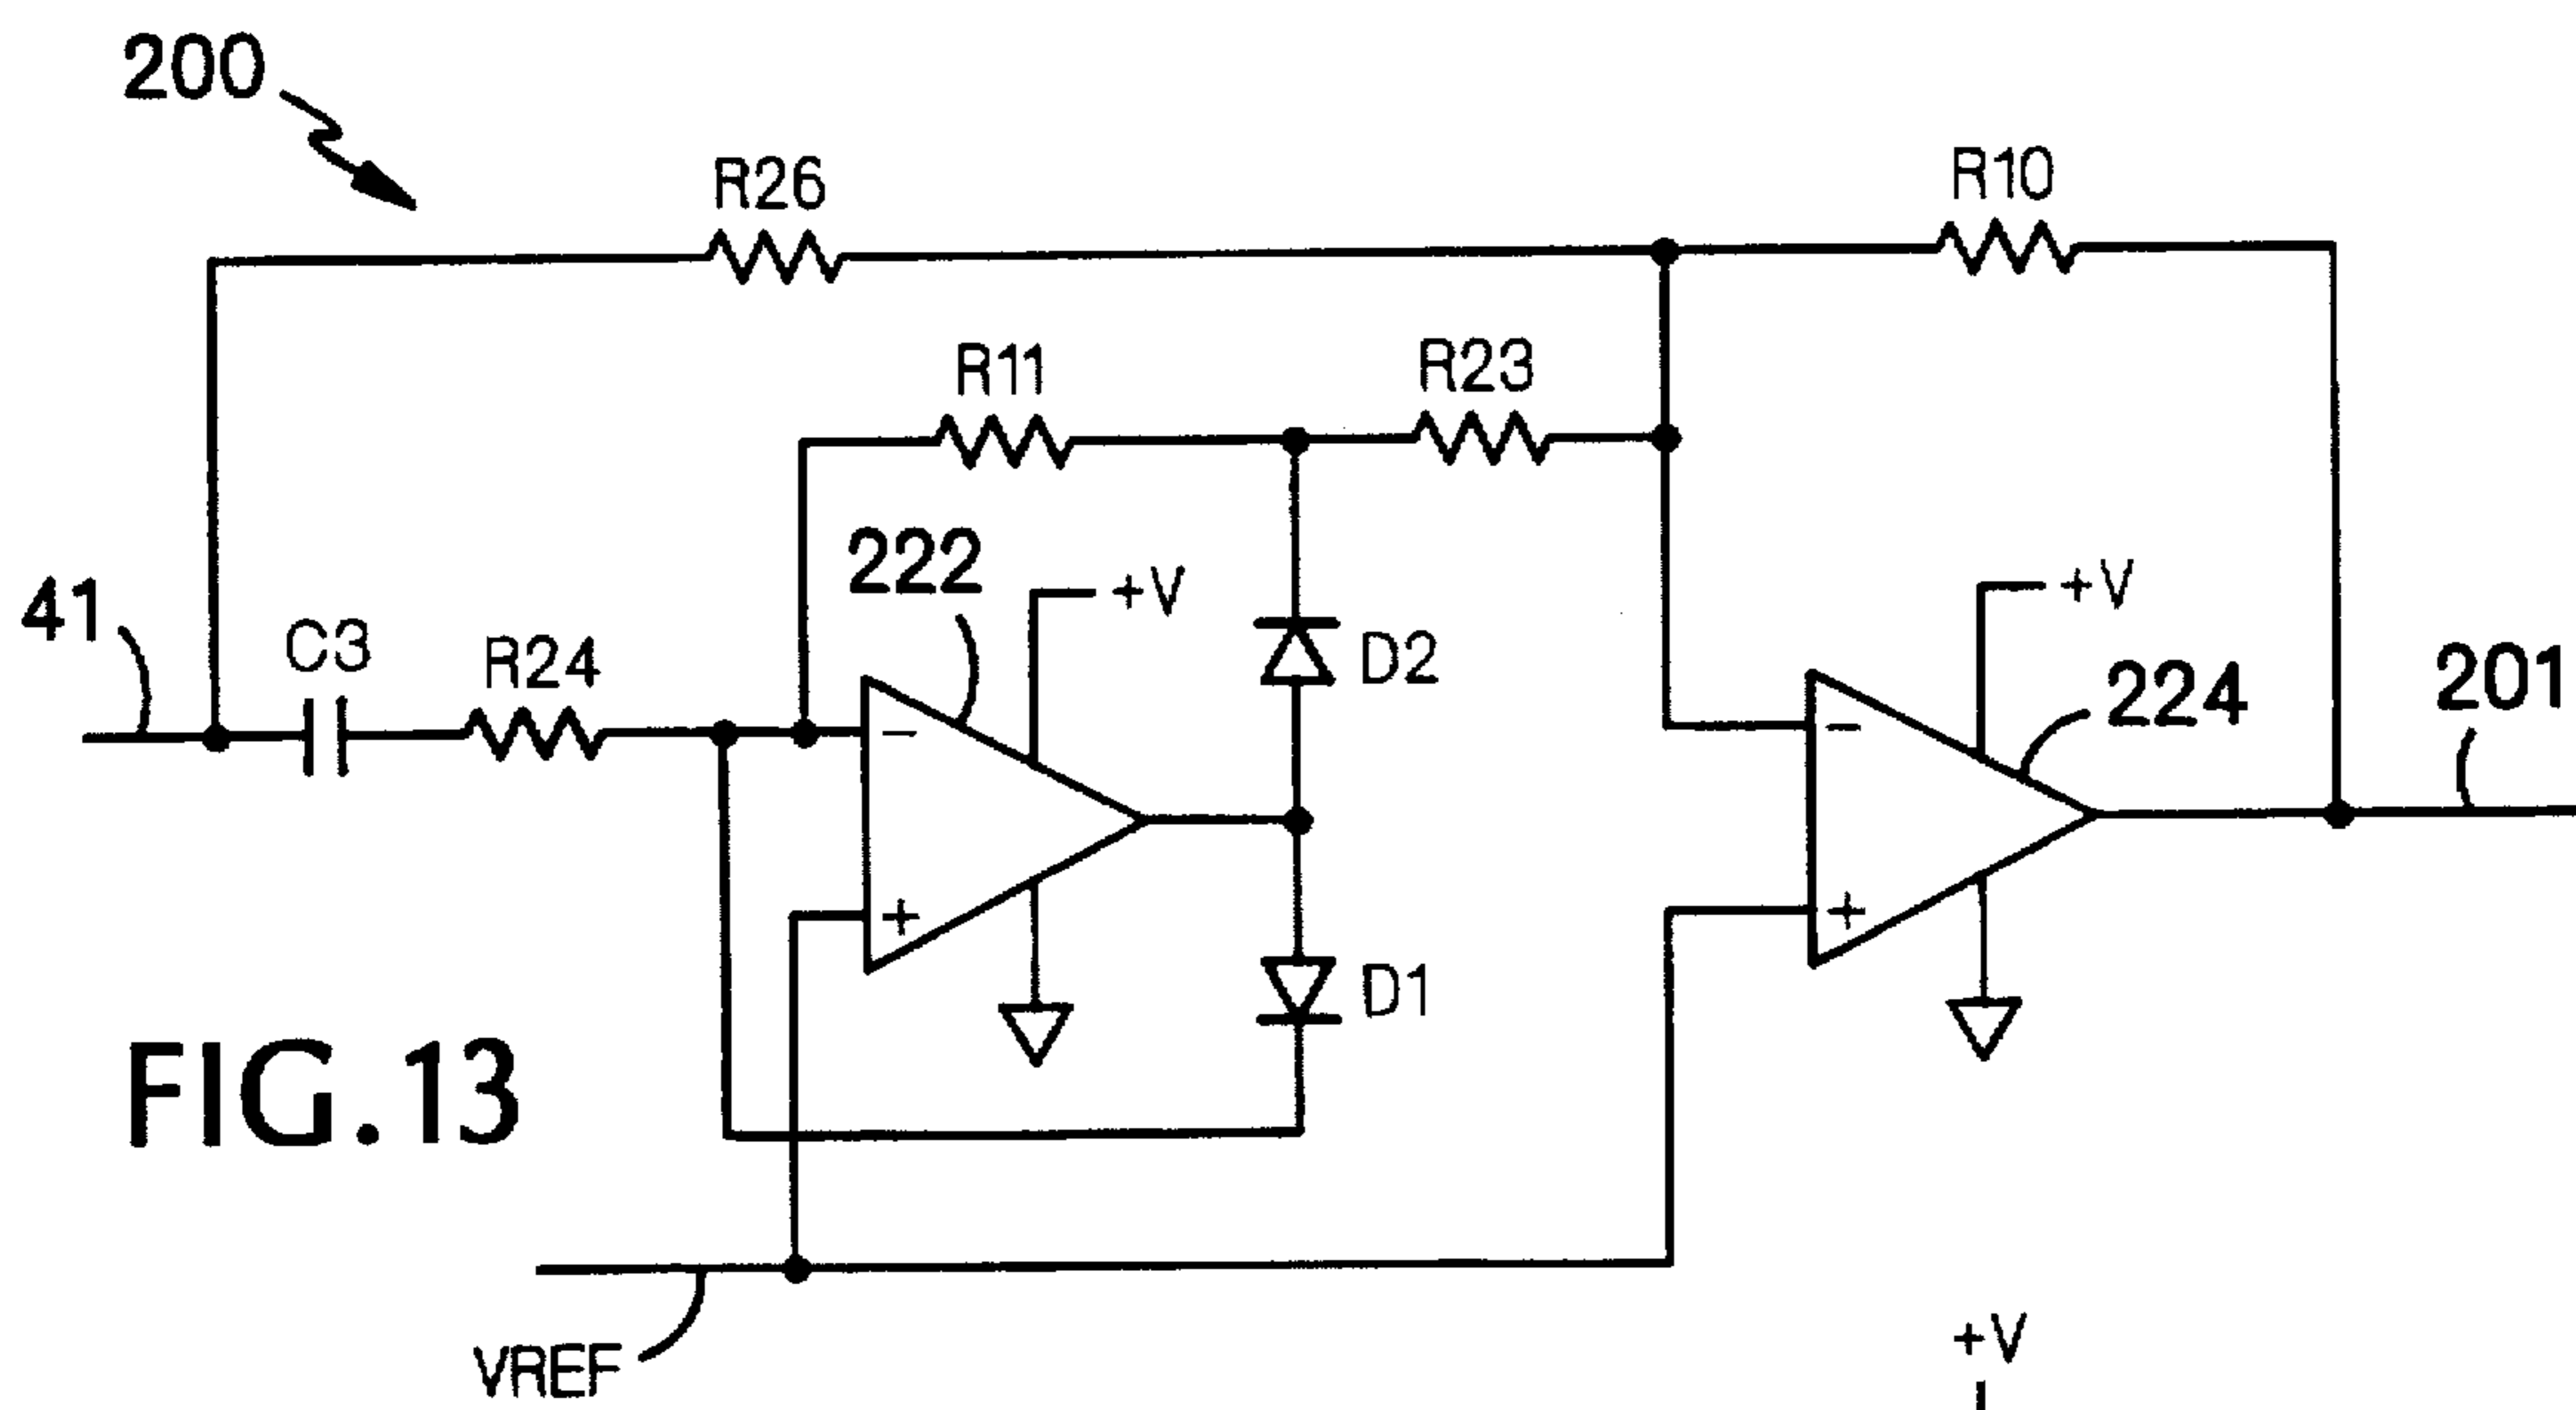 200
R26
R10
R11
R23
222
+V
+V
41
C3
R24
D2
224
201
−
−
+
+
D1
FIG.13
VREF
+V